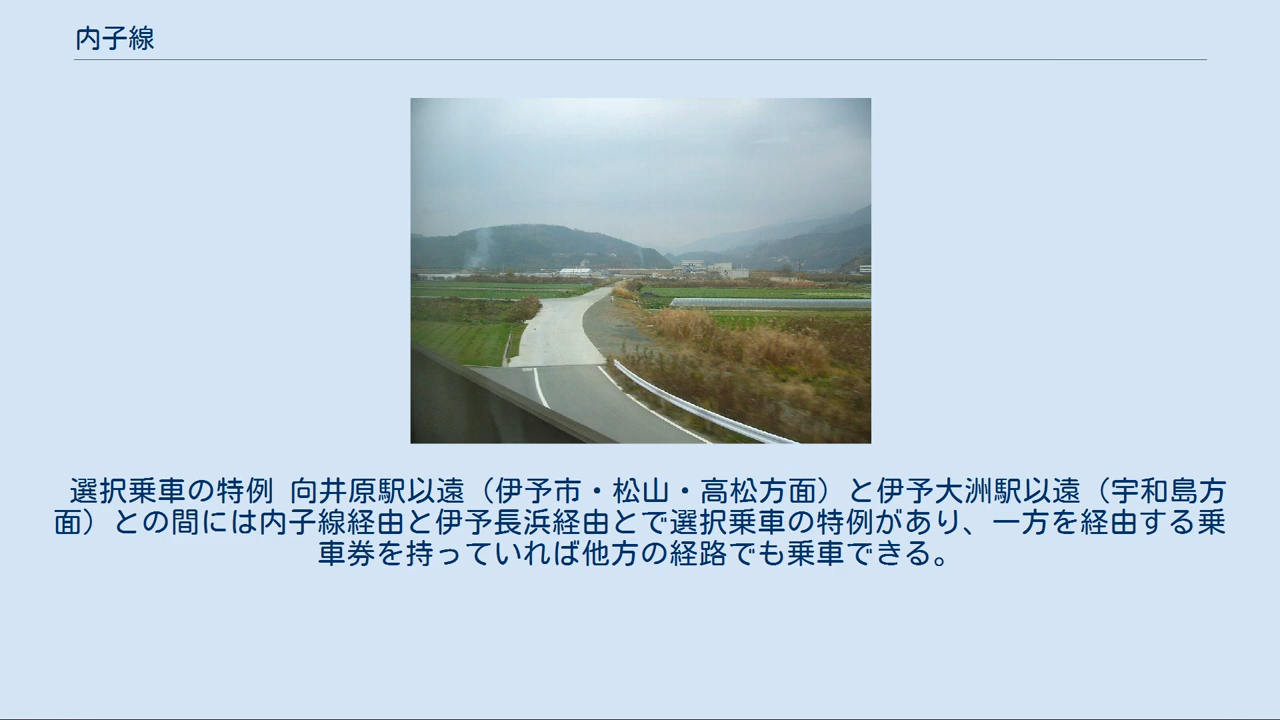 内子線
選択乗車の特例 向井原駅以遠（伊予市・松山・高松方面）と伊予大洲駅以遠（宇和島方
面）との間には内子線経由と伊予長浜経由とで選択乗車の特例があり、一方を経由する乗
車券を持っていれば他方の経路でも乗車できる。